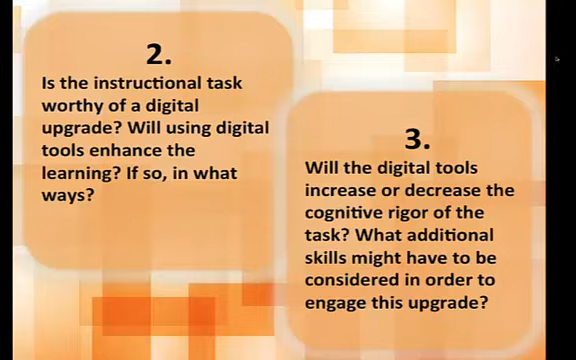 2.
Is the instructional task
worthy of a digital
upgrade? Will using digital
tools enhance the
learning? If so, in what
ways?
3.
Will the digital tools
increase or decrease the
cognitive rigor of the
task? What additional
skills might have to be
considered in order to
engage this upgrade?